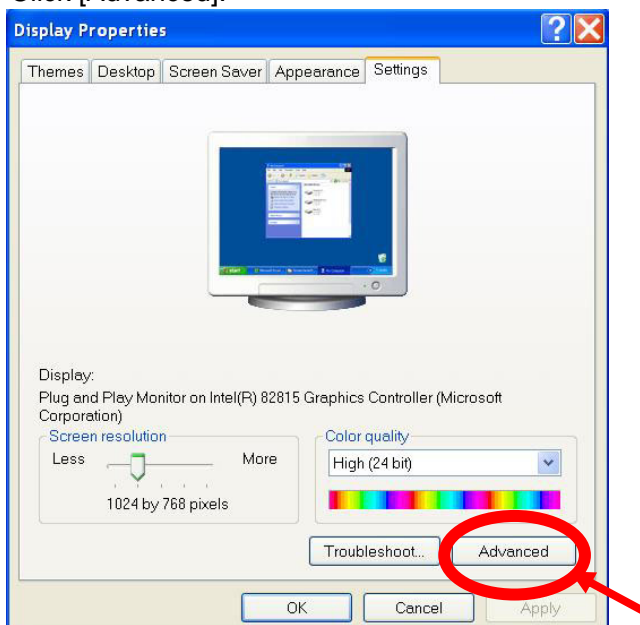 Click [Advanced].
Display Properties
Themes Desktop Screen Saver Appearance Settings
Display:
Plug and Play Monitor on Intel(R) 82815 Graphics Controller (Microsoft
Corporation)
Screen resolution
Less More
1024 by 768 pixels
Color quality
High (24 bit)
Troubleshoot... Advanced
OK Cancel Apply